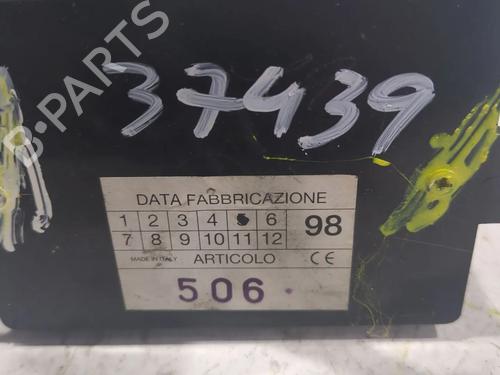 B-PARTS
37439
DATA FABBRICAZIONE
1 2 3 4 5 6 98
7 8 9 10 11 12
MADE IN ITALY ARTICOLO CE
506.